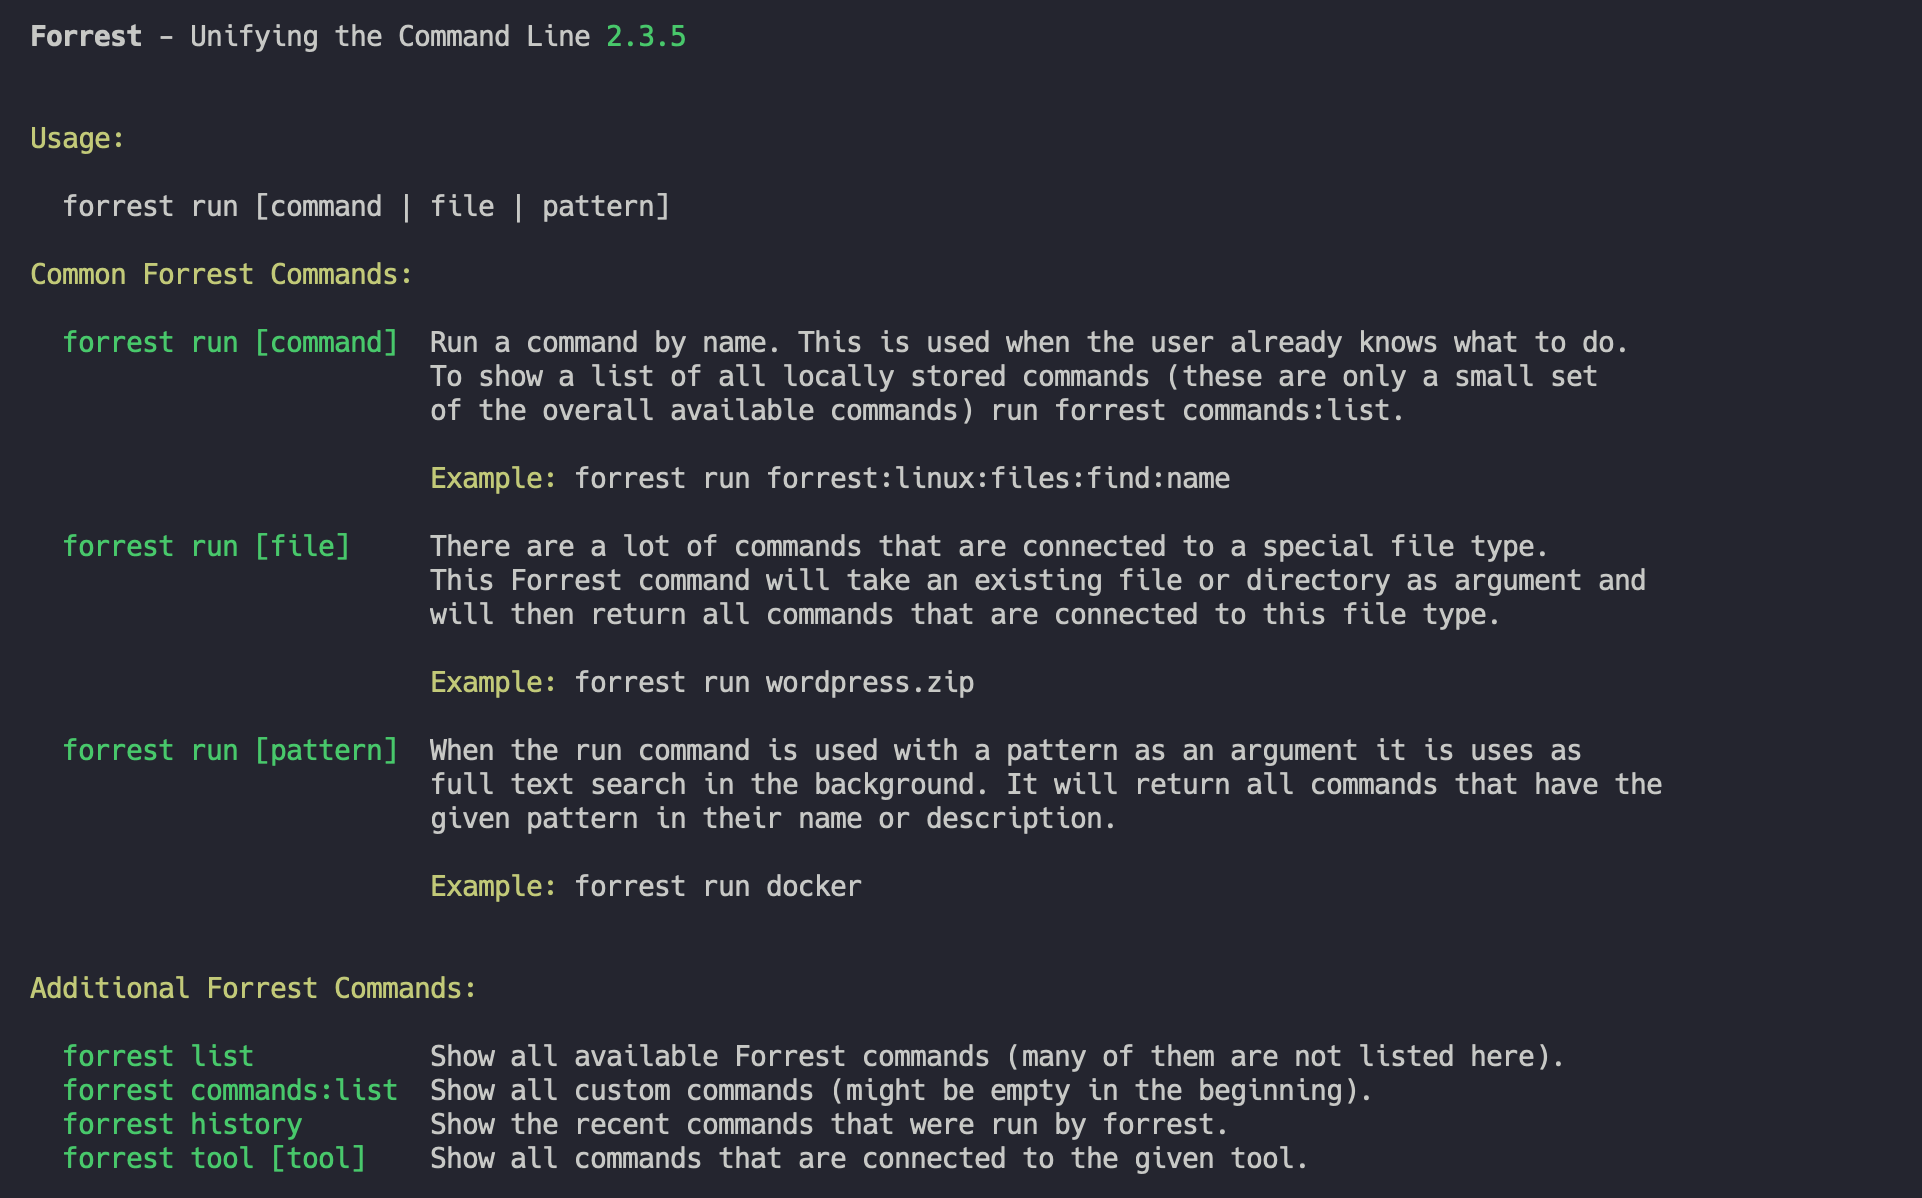 Forrest - Unifying the Command Line 2.3.5
Usage:
forrest run [command | file | pattern]
Common Forrest Commands:
forrest run [command] Run a command by name. This is used when the user already knows what to do.
To show a list of all locally stored commands (these are only a small set
of the overall available commands) run forrest commands:list.
Example: forrest run forrest:linux:files:find:name
forrest run [file] There are a lot of commands that are connected to a special file type.
This Forrest command will take an existing file or directory as argument and
will then return all commands that are connected to this file type.
Example: forrest run wordpress.zip
forrest run [pattern] When the run command is used with a pattern as an argument it is uses as
full text search in the background. It will return all commands that have the
given pattern in their name or description.
Example: forrest run docker
Additional Forrest Commands:
forrest list Show all available Forrest commands (many of them are not listed here).
forrest commands:list Show all custom commands (might be empty in the beginning).
forrest history Show the recent commands that were run by forrest.
forrest tool [tool] Show all commands that are connected to the given tool.